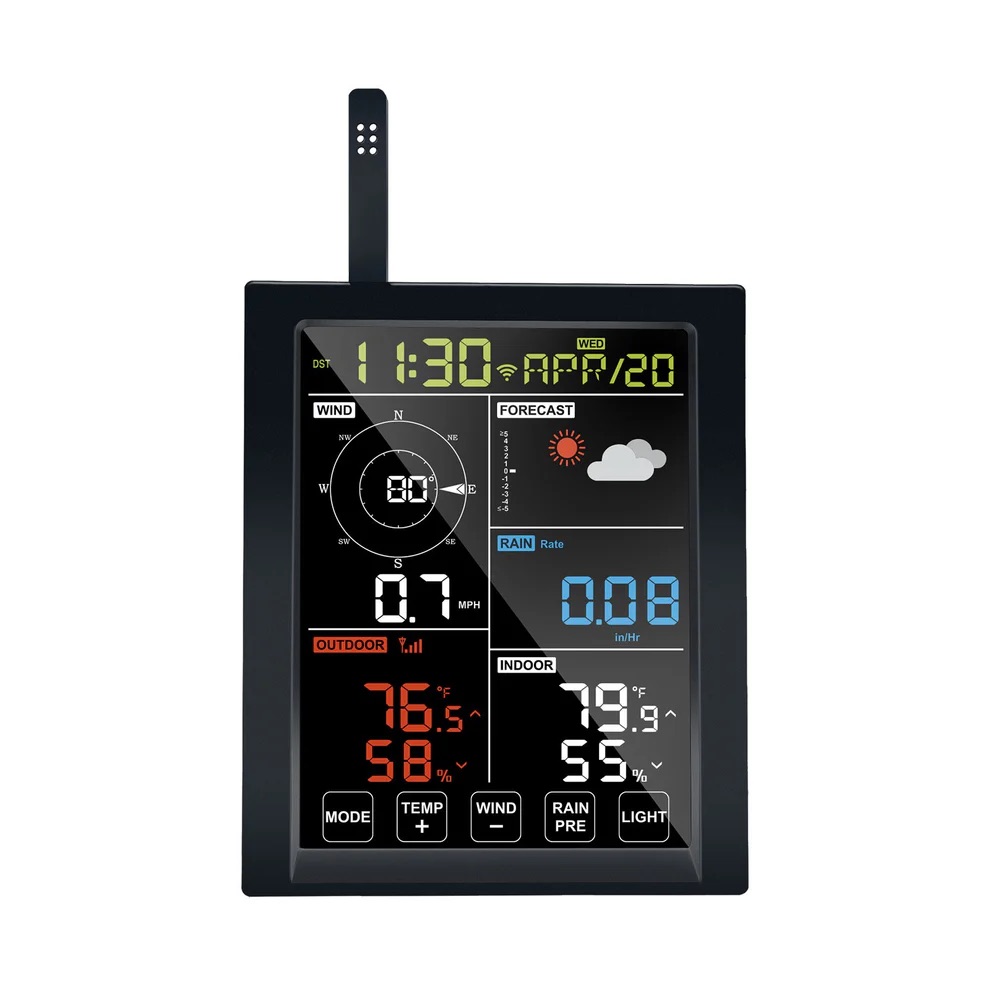 WED
DST 11:30 APR/20
WIND
N
NW NE
W 80° E
SW SE
S
0.7 MPH
FORECAST
≥5
4
3
2
1
0
-1
-2
-3
-4
≤-5
RAIN Rate
0.08
in/Hr
OUTDOOR
76.5 °F
58 %
INDOOR
79.9 °F
55 %
MODE
TEMP
+
WIND
−
RAIN
PRE
LIGHT